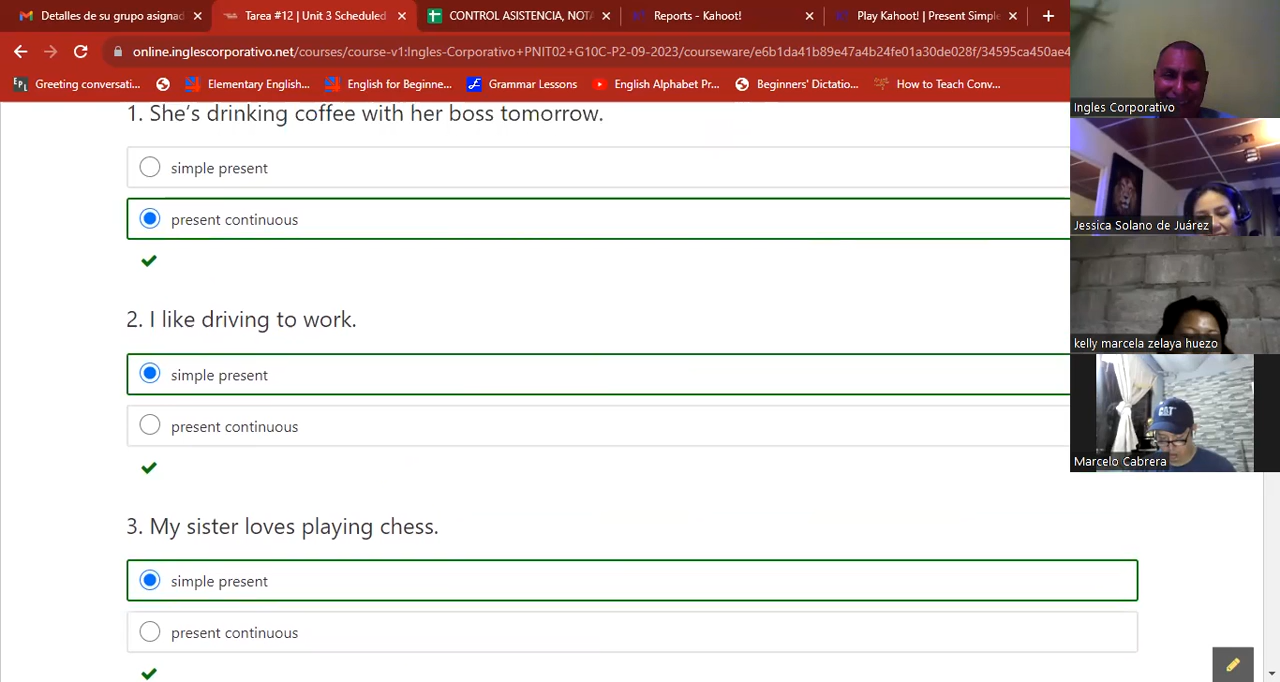 Detalles de su grupo asignad
Tarea #12 | Unit 3 Scheduled
CONTROL ASISTENCIA, NOTA
Reports - Kahoot!
Play Kahoot! | Present Simple
online.inglescorporativo.net/courses/course-v1:Ingles-Corporativo+PNIT02+G10C-P2-09-2023/courseware/e6b1da41b89e47a4b24fe01a30de028f/34595ca450ae4
Greeting conversati...
Elementary English...
English for Beginne...
Grammar Lessons
English Alphabet Pr...
Beginners' Dictatio...
How to Teach Conv...
1. She's drinking coffee with her boss tomorrow.
simple present
present continuous
2. I like driving to work.
simple present
present continuous
3. My sister loves playing chess.
simple present
present continuous
Ingles Corporativo
Jessica Solano de Juárez
kelly marcela zelaya huezo
CAT
Marcelo Cabrera